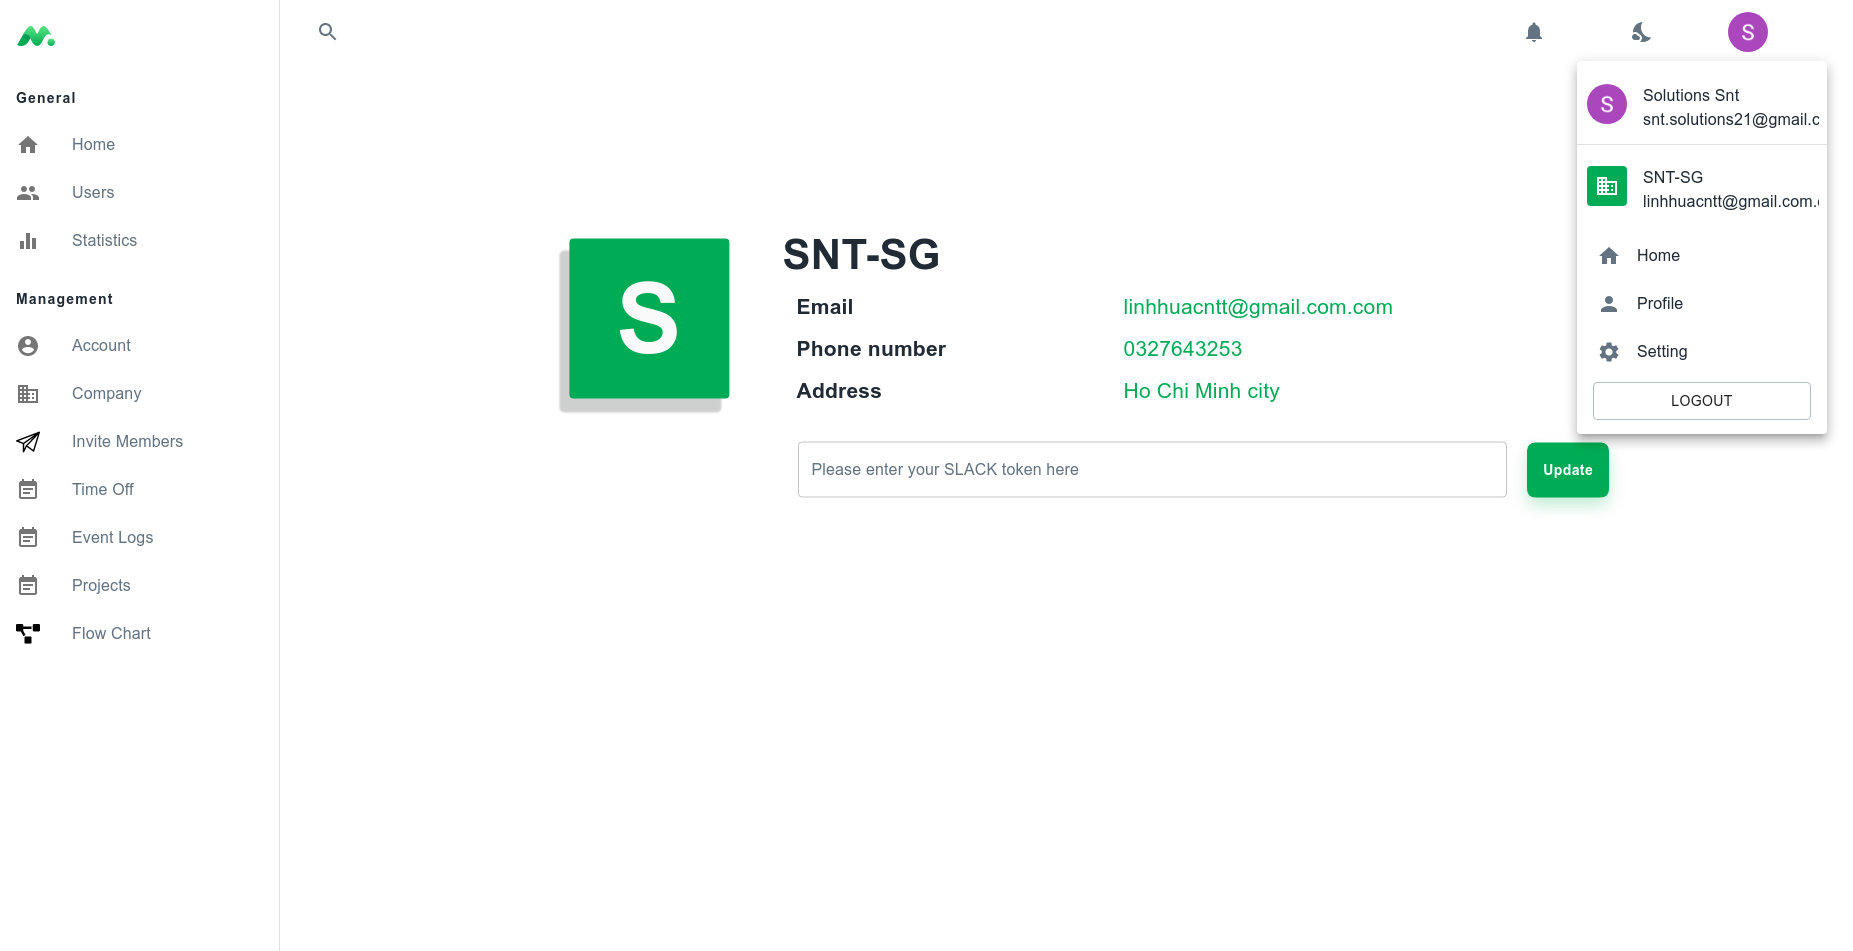 General
Home
Users
Statistics
Management
Account
Company
Invite Members
Time Off
Event Logs
Projects
Flow Chart
S
S
Solutions Snt
snt.solutions21@gmail.c
SNT-SG
linhhuacntt@gmail.com.
Home
Profile
Setting
LOGOUT
S
SNT-SG
Email linhhuacntt@gmail.com.com
Phone number 0327643253
Address Ho Chi Minh city
Please enter your SLACK token here
Update